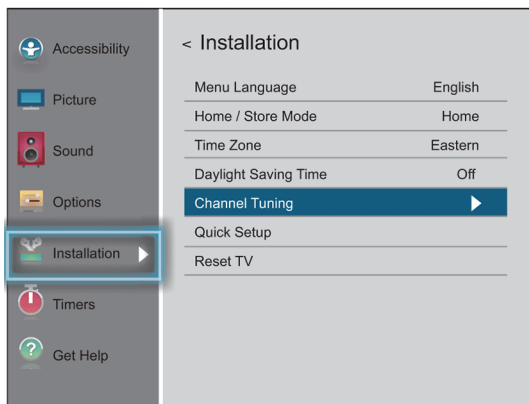 Accessibility
Picture
Sound
Options
Installation
Timers
Get Help
< Installation
Menu Language English
Home / Store Mode Home
Time Zone Eastern
Daylight Saving Time Off
Channel Tuning
Quick Setup
Reset TV